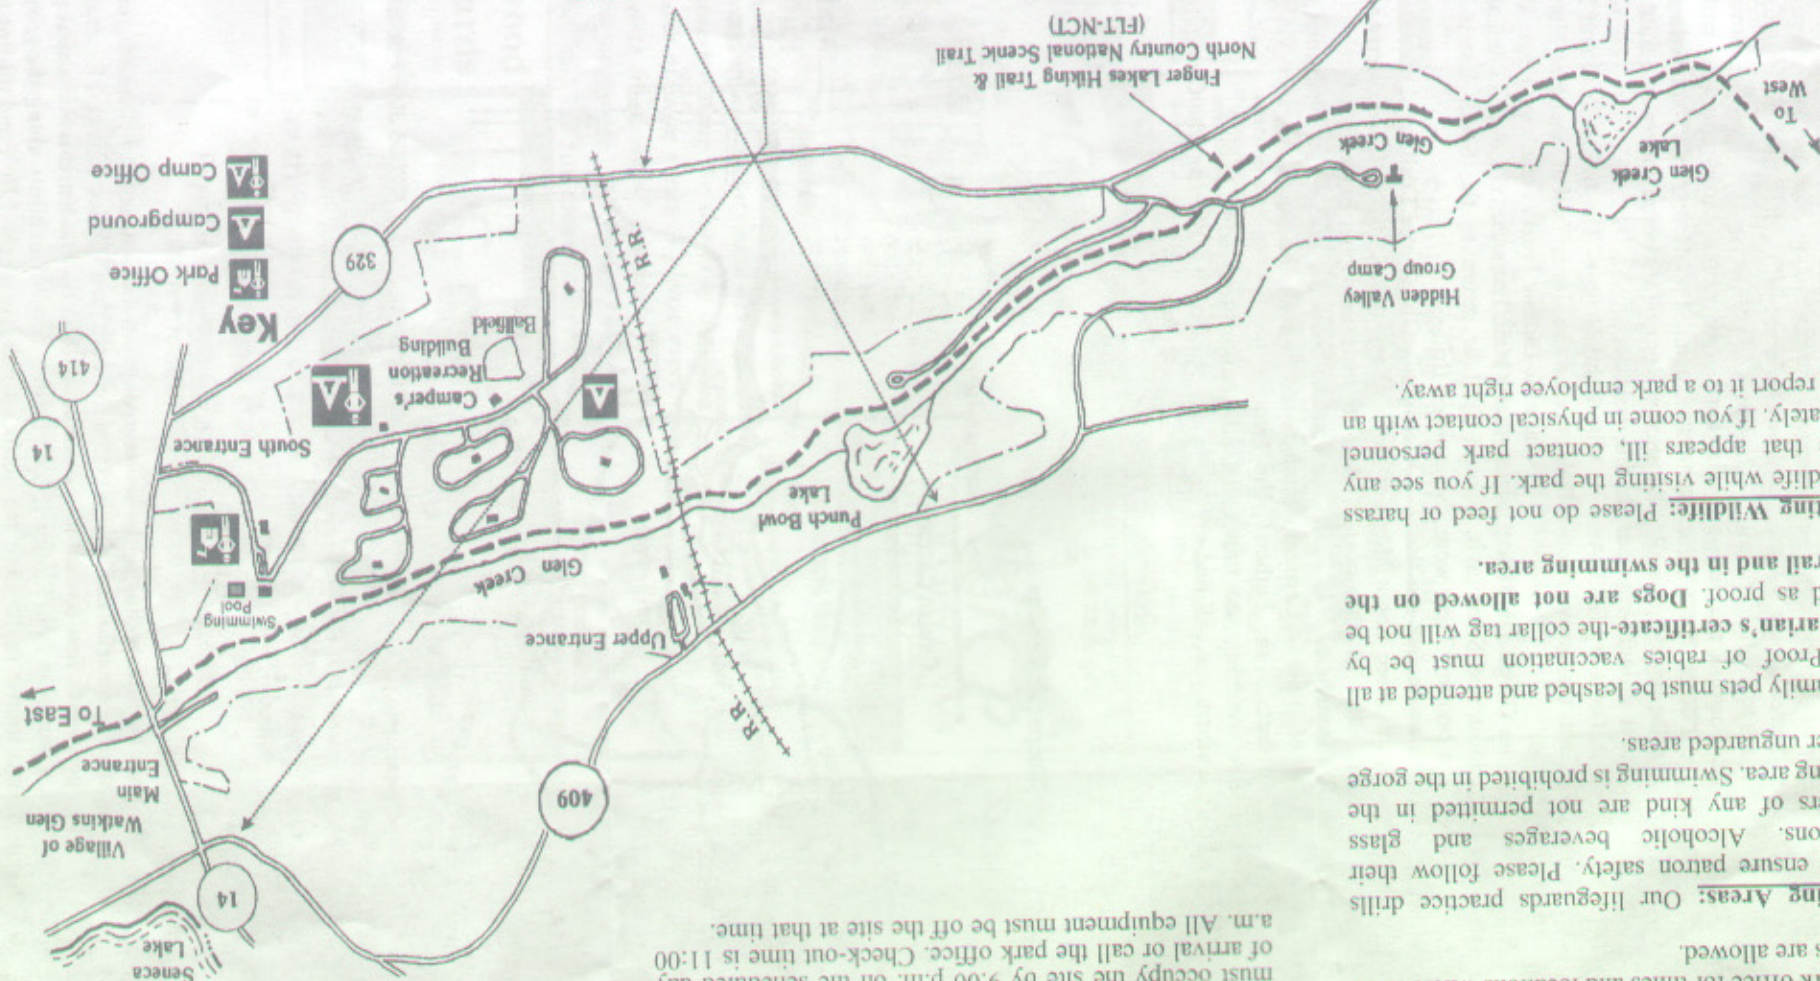 s are allowed.
ing Areas: Our lifeguards practice drills
ensure patron safety. Please follow their
ons. Alcoholic beverages and glass
ers of any kind are not permitted in the
ng area. Swimming is prohibited in the gorge
er unguarded areas.
mily pets must be leashed and attended at all
Proof of rabies vaccination must be by
arian's certificate-the collar tag will not be
d as proof. Dogs are not allowed on the
rail and in the swimming area.
ting Wildlife: Please do not feed or harass
dlife while visiting the park. If you see any
that appears ill, contact park personnel
ately. If you come in physical contact with an
report it to a park employee right away.
must occupy the site by 9:00 p.m. on the scheduled day
of arrival or call the park office. Check-out time is 11:00
a.m. All equipment must be off the site at that time.
Seneca
Lake
14
Village of
Watkins Glen
409
Main
Entrance
To East
R.R.
Upper Entrance
Swimming
Pool
Glen Creek
Punch Bowl
Lake
14
South Entrance
414
Camper's
Recreation
Building
Ballfield
Hidden Valley
Group Camp
329
R.R.
Key
Park Office
Campground
Camp Office
Glen Creek
Lake
Glen Creek
To
West
Finger Lakes Hiking Trail &
North Country National Scenic Trail
(FLT-NCT)